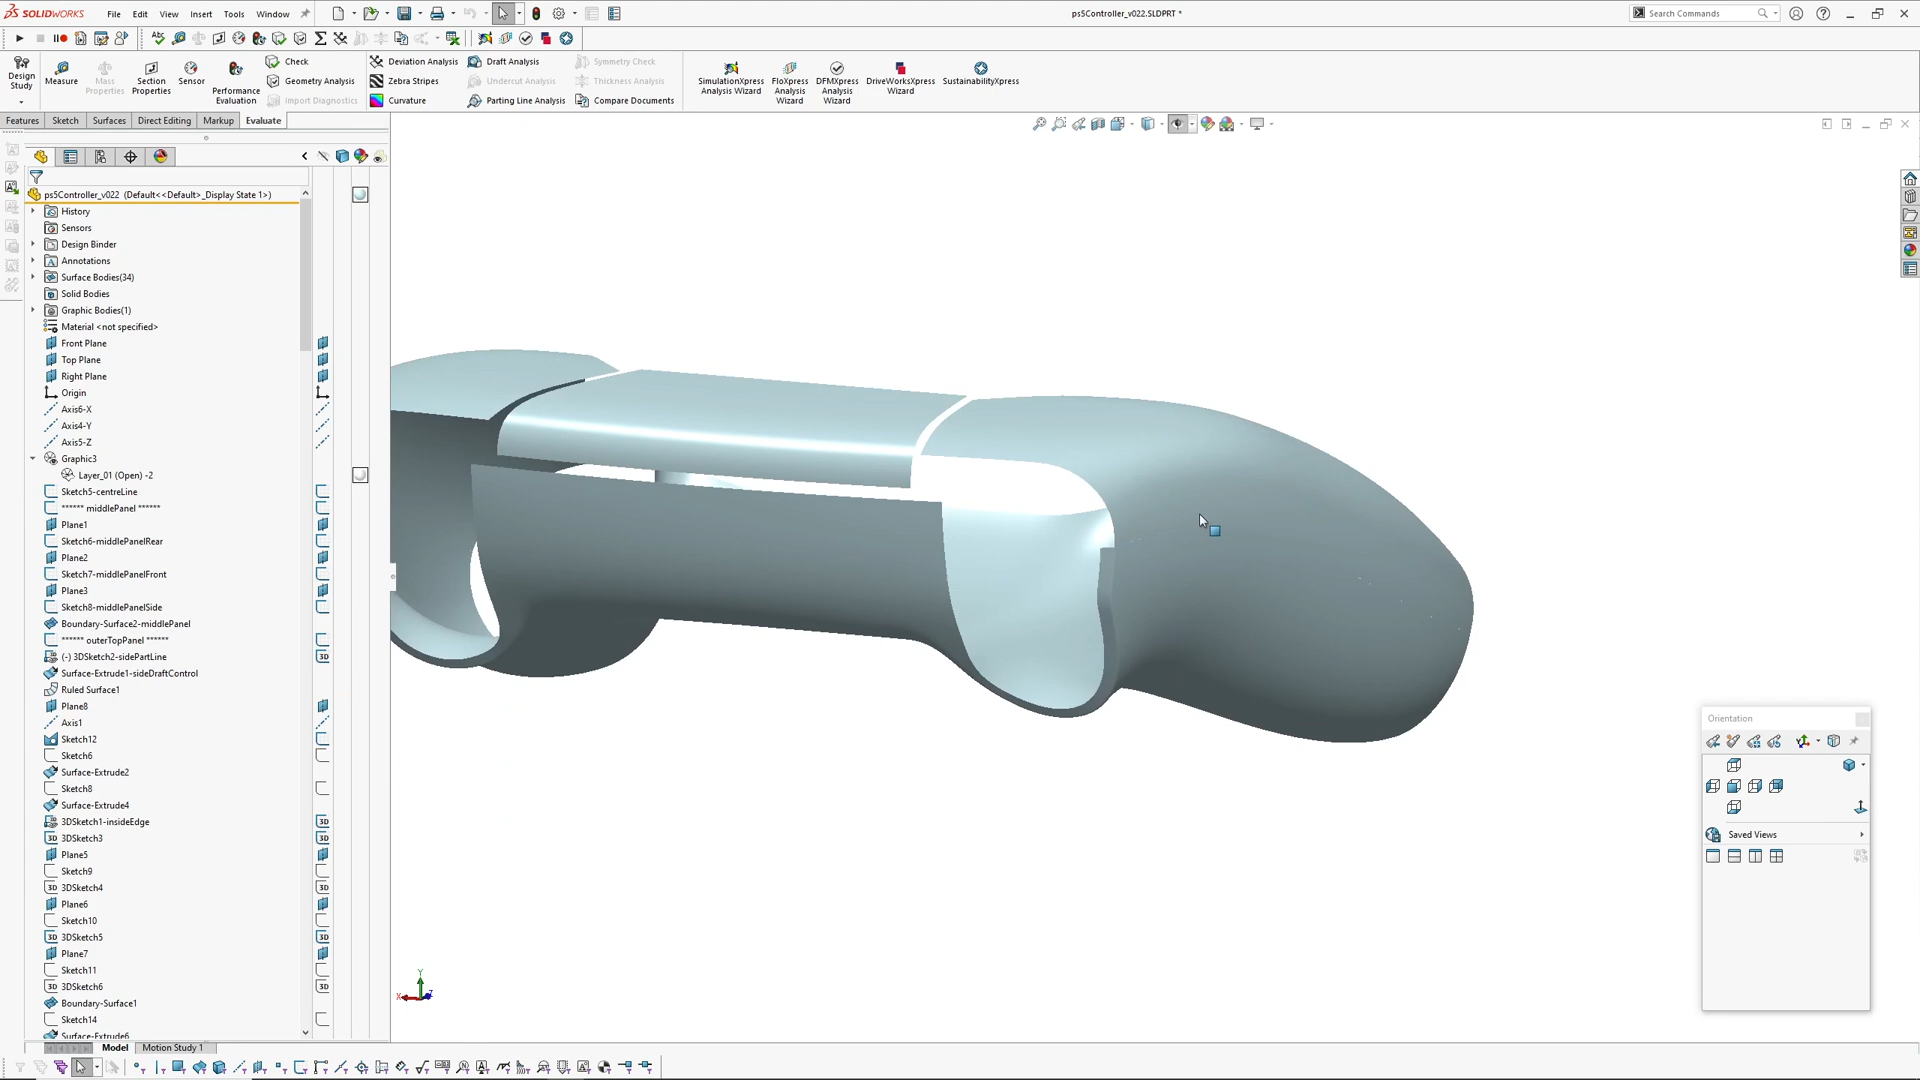 SOLIDWORKS File Edit View Insert Tools Window
ps5Controller_v022.SLDPRT *
Search Commands
Design Study
Measure
Mass Properties
Section Properties
Sensor
Performance Evaluation
Check
Geometry Analysis
Import Diagnostics
Deviation Analysis
Zebra Stripes
Curvature
Draft Analysis
Undercut Analysis
Parting Line Analysis
Symmetry Check
Thickness Analysis
Compare Documents
SimulationXpress Analysis Wizard
FloXpress Analysis Wizard
DFMXpress Analysis Wizard
DriveWorksXpress Wizard
SustainabilityXpress
Features Sketch Surfaces Direct Editing Markup Evaluate
ps5Controller_v022 (Default<<Default>_Display State 1>)
History
Sensors
Design Binder
Annotations
Surface Bodies(34)
Solid Bodies
Graphic Bodies(1)
Material <not specified>
Front Plane
Top Plane
Right Plane
Origin
Axis6-X
Axis4-Y
Axis5-Z
Graphic3
Layer_01 (Open) -2
Sketch5-centreLine
****** middlePanel ******
Plane1
Sketch6-middlePanelRear
Plane2
Sketch7-middlePanelFront
Plane3
Sketch8-middlePanelSide
Boundary-Surface2-middlePanel
****** outerTopPanel ******
(-) 3DSketch2-sidePartLine
Surface-Extrude1-sideDraftControl
Ruled Surface1
Plane8
Axis1
Sketch12
Sketch6
Surface-Extrude2
Sketch8
Surface-Extrude4
3DSketch1-insideEdge
3DSketch3
Plane5
Sketch9
3DSketch4
Plane6
Sketch10
3DSketch5
Plane7
Sketch11
3DSketch6
Boundary-Surface1
Sketch14
Surface-Extrude6
Model Motion Study 1
Orientation
Saved Views
Y
X
Z